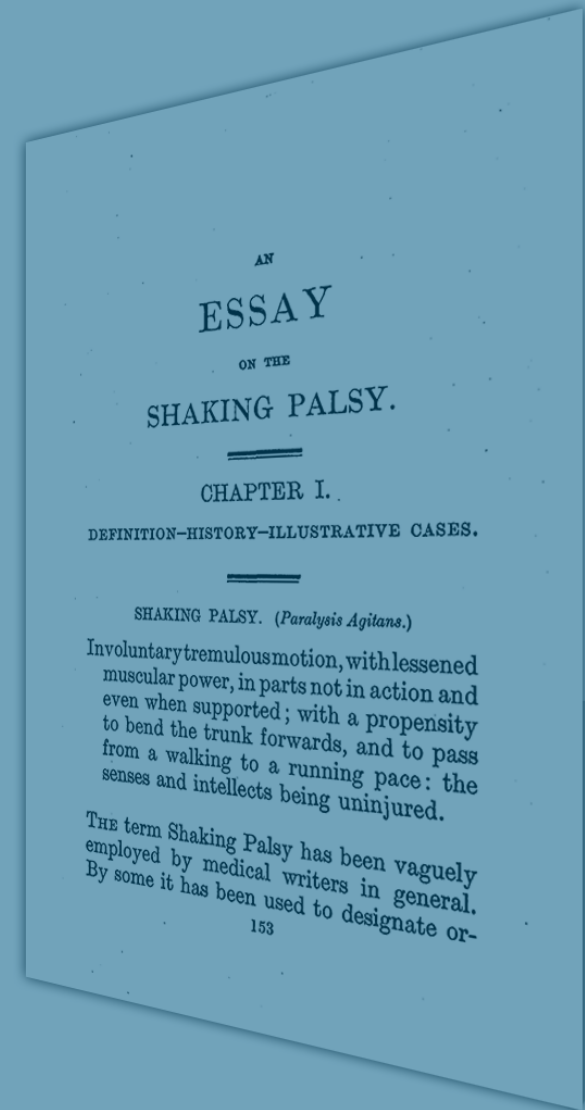 AN
ESSAY
ON THE
SHAKING PALSY.
CHAPTER I.
DEFINITION—HISTORY—ILLUSTRATIVE CASES.
SHAKING PALSY. (Paralysis Agitans.)
Involuntary tremulous motion, with lessened
muscular power, in parts not in action and
even when supported; with a propensity
to bend the trunk forwards, and to pass
from a walking to a running pace: the
senses and intellects being uninjured.
THE term Shaking Palsy has been vaguely
employed by medical writers in general.
By some it has been used to designate or-
153